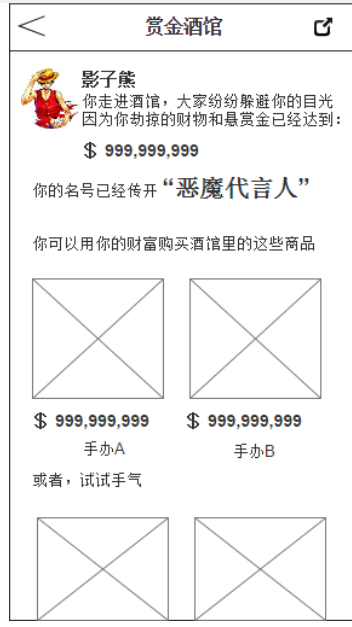 赏金酒馆
影子熊
你走进酒馆，大家纷纷躲避你的目光
因为你劫掠的财物和悬赏金已经达到：
$ 999,999,999
你的名号已经传开“恶魔代言人”
你可以用你的财富购买酒馆里的这些商品
$ 999,999,999 $ 999,999,999
手办A 手办B
或者，试试手气